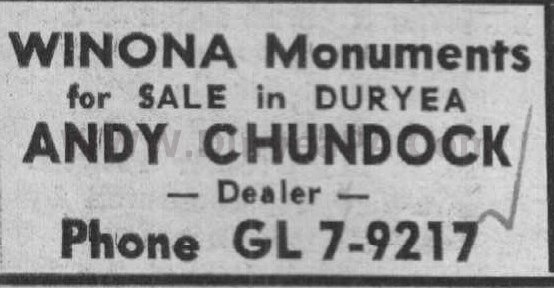 WINONA Monuments
for SALE in DURYEA
ANDY CHUNDOCK
— Dealer —
Phone GL 7-9217